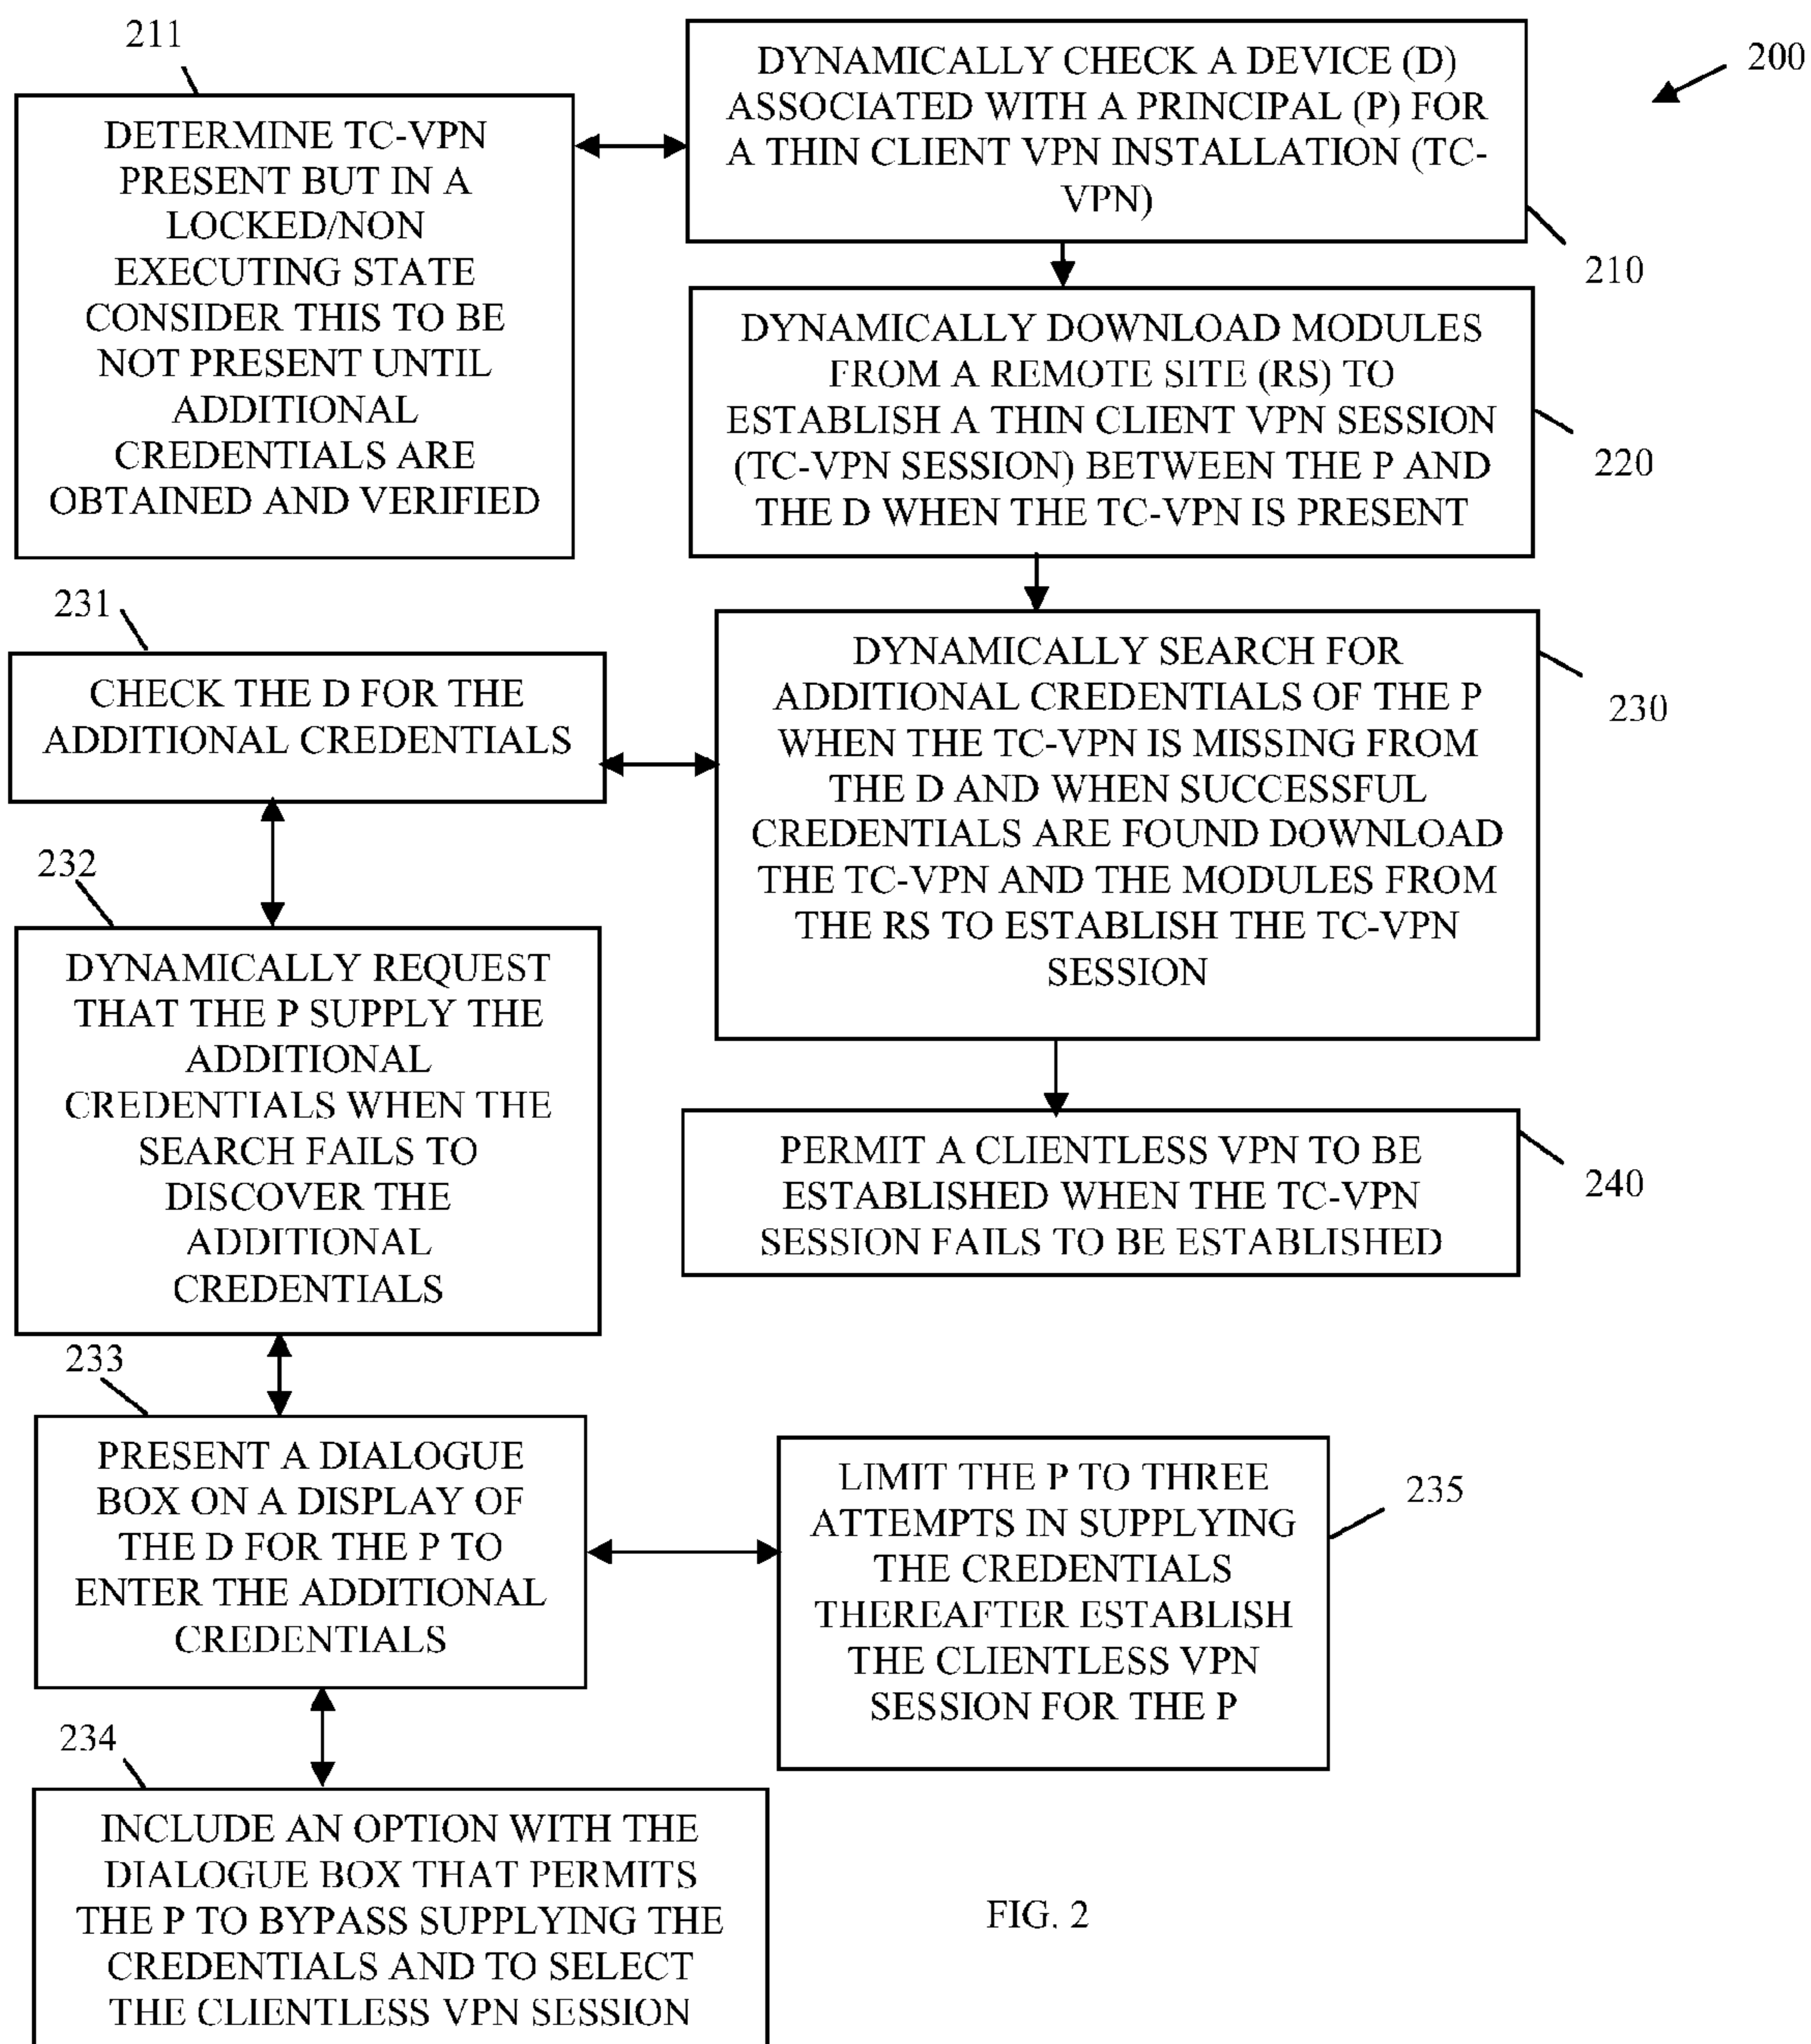 211
DETERMINE TC-VPN
PRESENT BUT IN A
LOCKED/NON
EXECUTING STATE
CONSIDER THIS TO BE
NOT PRESENT UNTIL
ADDITIONAL
CREDENTIALS ARE
OBTAINED AND VERIFIED
DYNAMICALLY CHECK A DEVICE (D)
ASSOCIATED WITH A PRINCIPAL (P) FOR
A THIN CLIENT VPN INSTALLATION (TC-
VPN)
200
210
DYNAMICALLY DOWNLOAD MODULES
FROM A REMOTE SITE (RS) TO
ESTABLISH A THIN CLIENT VPN SESSION
(TC-VPN SESSION) BETWEEN THE P AND
THE D WHEN THE TC-VPN IS PRESENT
220
231
CHECK THE D FOR THE
ADDITIONAL CREDENTIALS
DYNAMICALLY SEARCH FOR
ADDITIONAL CREDENTIALS OF THE P
WHEN THE TC-VPN IS MISSING FROM
THE D AND WHEN SUCCESSFUL
CREDENTIALS ARE FOUND DOWNLOAD
THE TC-VPN AND THE MODULES FROM
THE RS TO ESTABLISH THE TC-VPN
SESSION
230
232
DYNAMICALLY REQUEST
THAT THE P SUPPLY THE
ADDITIONAL
CREDENTIALS WHEN THE
SEARCH FAILS TO
DISCOVER THE
ADDITIONAL
CREDENTIALS
PERMIT A CLIENTLESS VPN TO BE
ESTABLISHED WHEN THE TC-VPN
SESSION FAILS TO BE ESTABLISHED
240
233
PRESENT A DIALOGUE
BOX ON A DISPLAY OF
THE D FOR THE P TO
ENTER THE ADDITIONAL
CREDENTIALS
LIMIT THE P TO THREE
ATTEMPTS IN SUPPLYING
THE CREDENTIALS
THEREAFTER ESTABLISH
THE CLIENTLESS VPN
SESSION FOR THE P
235
234
INCLUDE AN OPTION WITH THE
DIALOGUE BOX THAT PERMITS
THE P TO BYPASS SUPPLYING THE
CREDENTIALS AND TO SELECT
THE CLIENTLESS VPN SESSION
FIG. 2